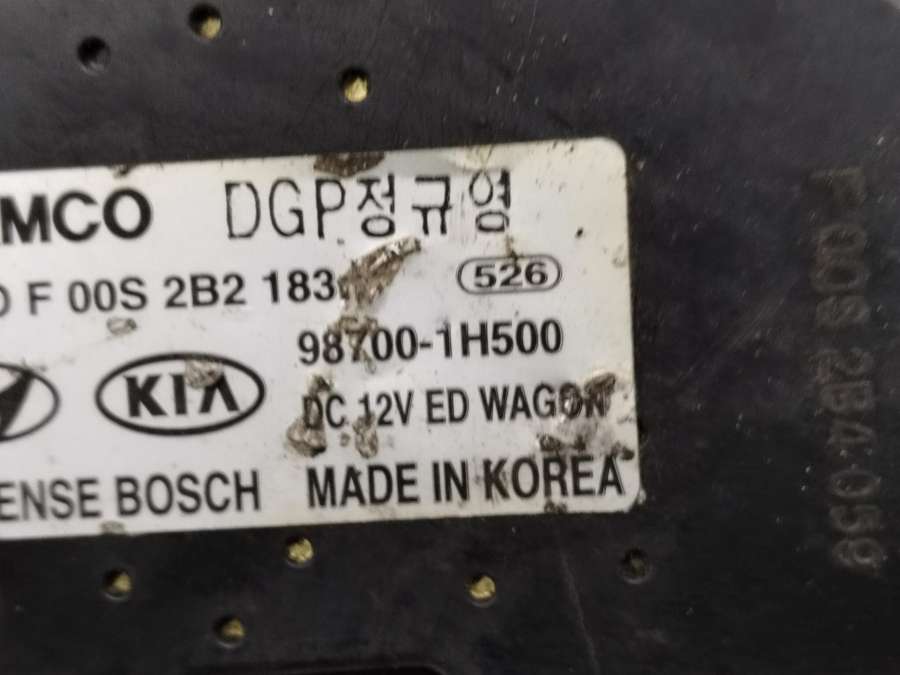 MCO DGP정규영
F 00S 2B2 183 526
98700-1H500
KIA
DC 12V ED WAGON
ENSE BOSCH MADE IN KOREA
F 00S 2B4 059